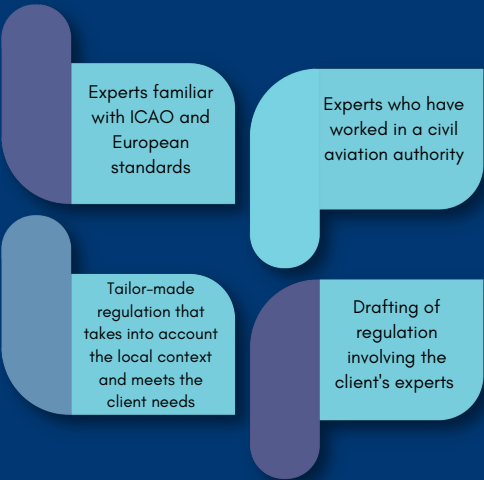 Experts familiar
with ICAO and
European
standards
Experts who have
worked in a civil
aviation authority
Tailor-made
regulation that
takes into account
the local context
and meets the
client needs
Drafting of
regulation
involving the
client's experts